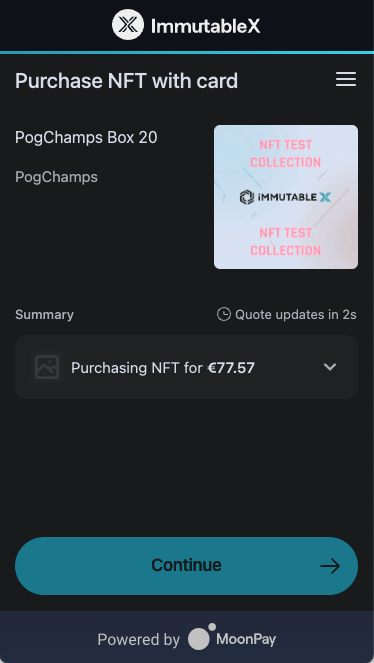 ImmutableX
Purchase NFT with card
PogChamps Box 20
PogChamps
NFT TEST
COLLECTION
iMMUTABLE X
NFT TEST
COLLECTION
Summary
Quote updates in 2s
Purchasing NFT for €77.57
Continue
Powered by MoonPay